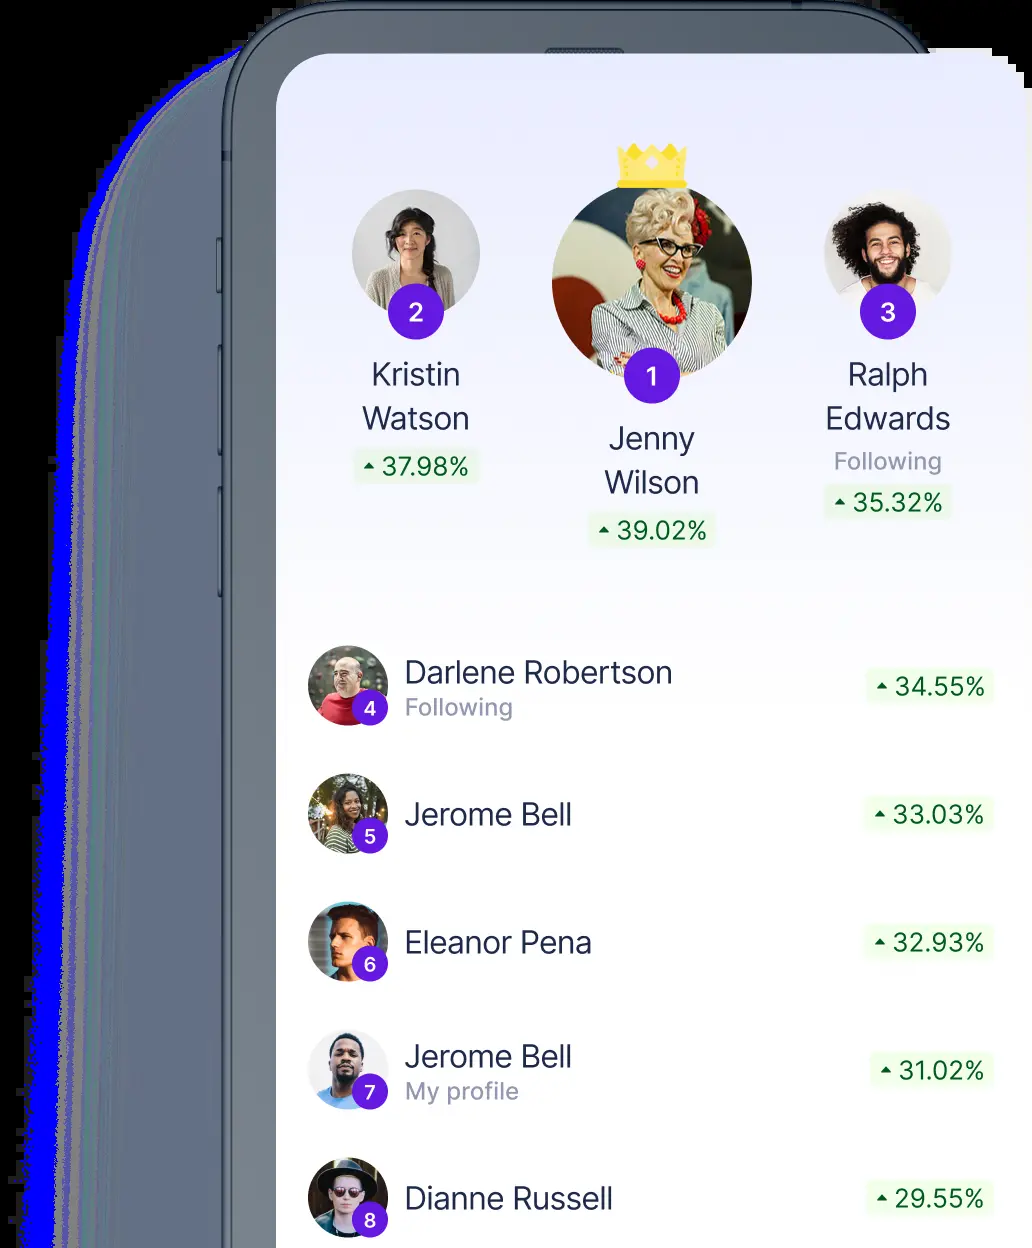 2
Kristin
Watson
37.98%
1
Jenny
Wilson
39.02%
3
Ralph
Edwards
Following
35.32%
4
Darlene Robertson
Following
34.55%
5
Jerome Bell
33.03%
6
Eleanor Pena
32.93%
7
Jerome Bell
My profile
31.02%
8
Dianne Russell
29.55%